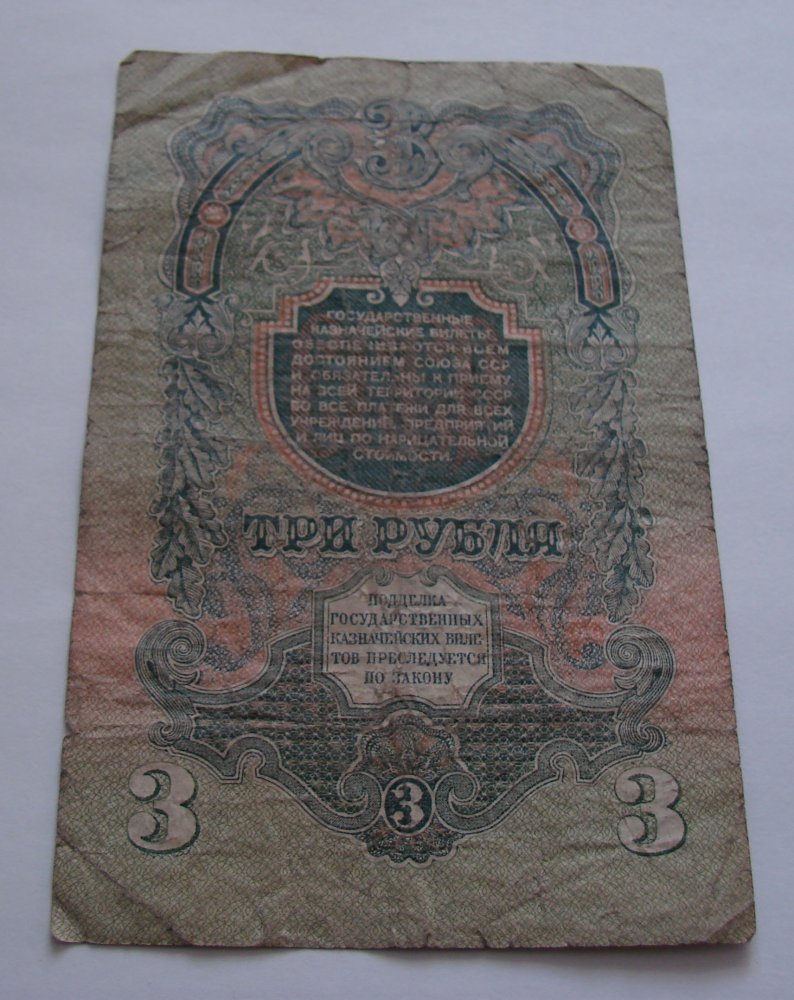 3
ГОСУДАРСТВЕННЫЕ
КАЗНАЧЕЙСКИЕ БИЛЕТЫ
ОБЕСПЕЧИВАЮТСЯ ВСЕМ
ДОСТОЯНИЕМ СОЮЗА ССР
И ОБЯЗАТЕЛЬНЫ К ПРИЕМУ
НА ВСЕЙ ТЕРРИТОРИИ СССР
ВО ВСЕ ПЛАТЕЖИ ДЛЯ ВСЕХ
УЧРЕЖДЕНИЙ, ПРЕДПРИЯТИЙ
И ЛИЦ ПО НАРИЦАТЕЛЬНОЙ
СТОИМОСТИ.
ТРИ РУБЛЯ
ПОДДЕЛКА
ГОСУДАРСТВЕННЫХ
КАЗНАЧЕЙСКИХ БИЛЕ-
ТОВ ПРЕСЛЕДУЕТСЯ
ПО ЗАКОНУ
3 3 3